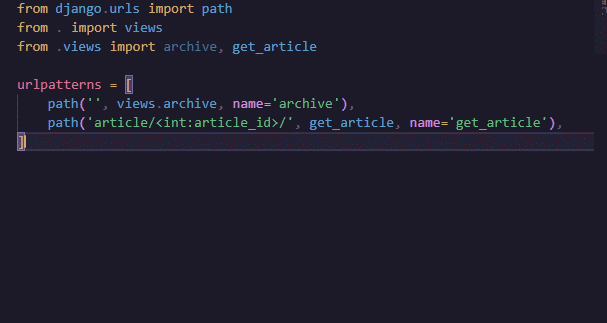 from django.urls import path
from . import views
from .views import archive, get_article
urlpatterns = [
path('', views.archive, name='archive'),
path('article/<int:article_id>/', get_article, name='get_article'),
]